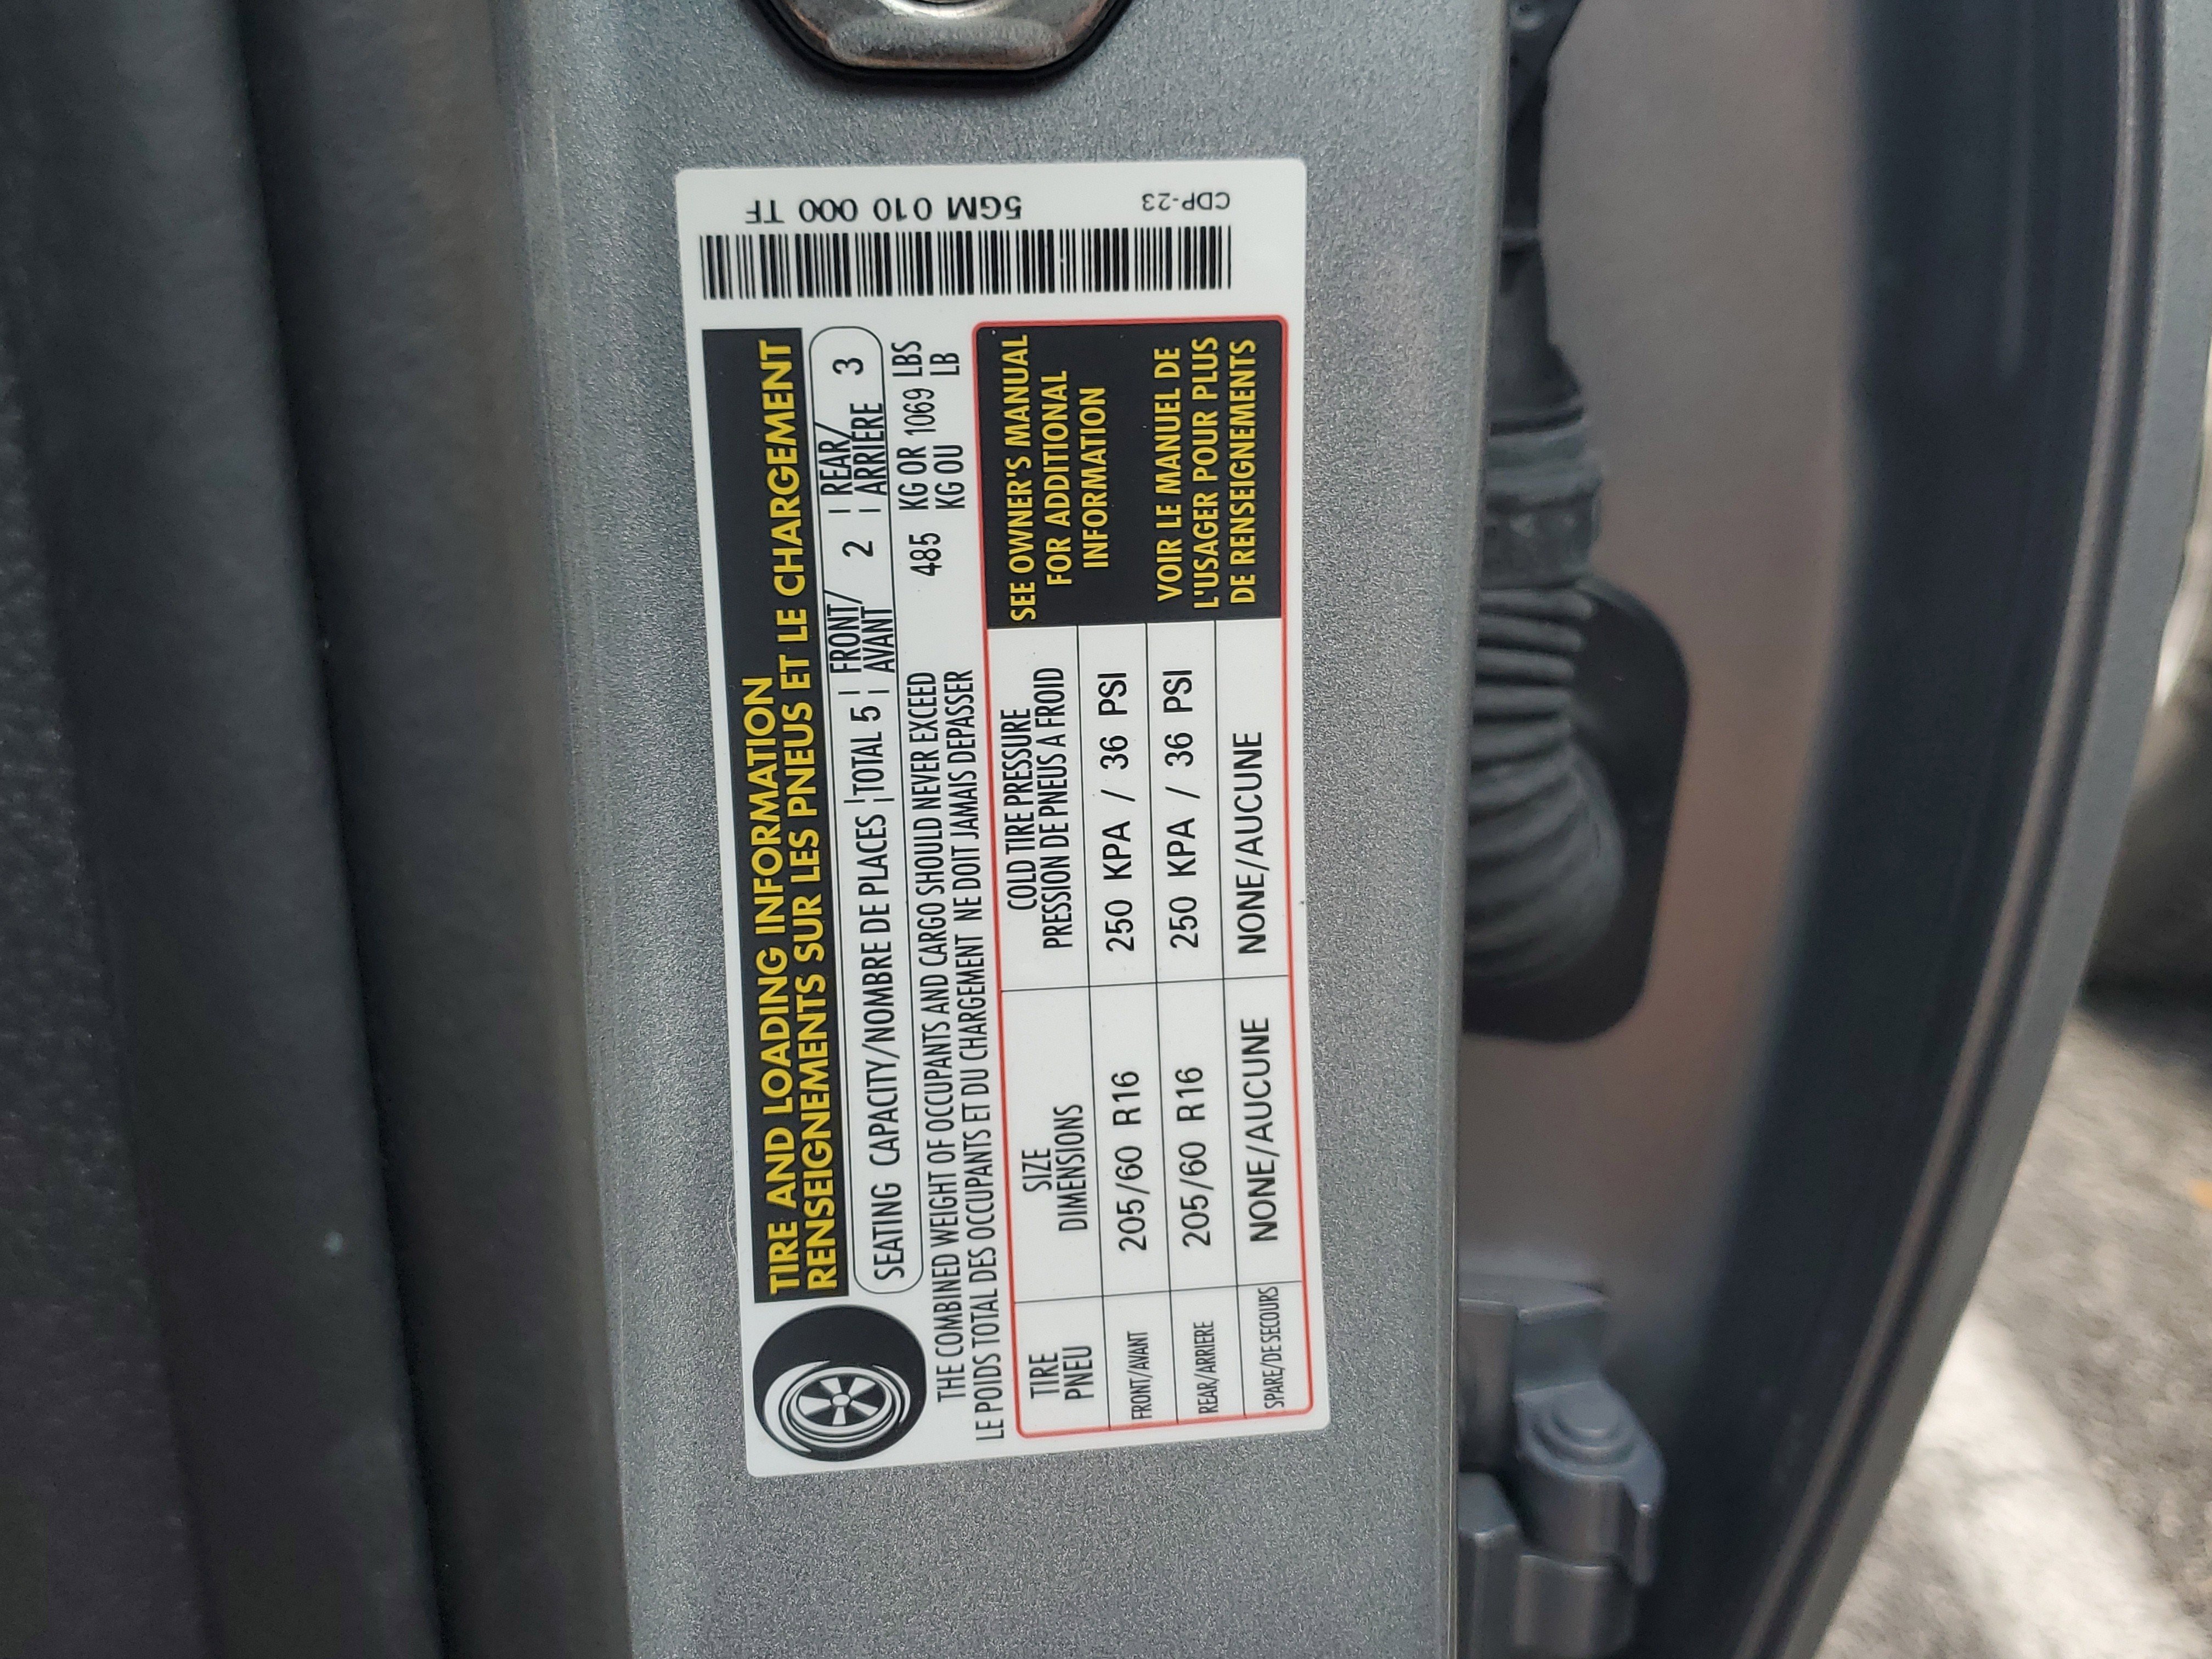 TIRE AND LOADING INFORMATION
RENSEIGNEMENTS SUR LES PNEUS ET LE CHARGEMENT
SEATING CAPACITY/NOMBRE DE PLACES | TOTAL 5 | FRONT/ AVANT 2 | REAR/ ARRIERE 3
THE COMBINED WEIGHT OF OCCUPANTS AND CARGO SHOULD NEVER EXCEED 485 KG OR 1069 LBS
LE POIDS TOTAL DES OCCUPANTS ET DU CHARGEMENT NE DOIT JAMAIS DEPASSER KG OU LB
TIRE SIZE COLD TIRE PRESSURE
PNEU DIMENSIONS PRESSION DE PNEUS A FROID
FRONT/AVANT 205/60 R16 250 KPA / 36 PSI
REAR/ARRIERE 205/60 R16 250 KPA / 36 PSI
SPARE/DE SECOURS NONE/AUCUNE NONE/AUCUNE
SEE OWNER'S MANUAL
FOR ADDITIONAL
INFORMATION
VOIR LE MANUEL DE
L'USAGER POUR PLUS
DE RENSEIGNEMENTS
5GM 010 000 TF
CDP-23